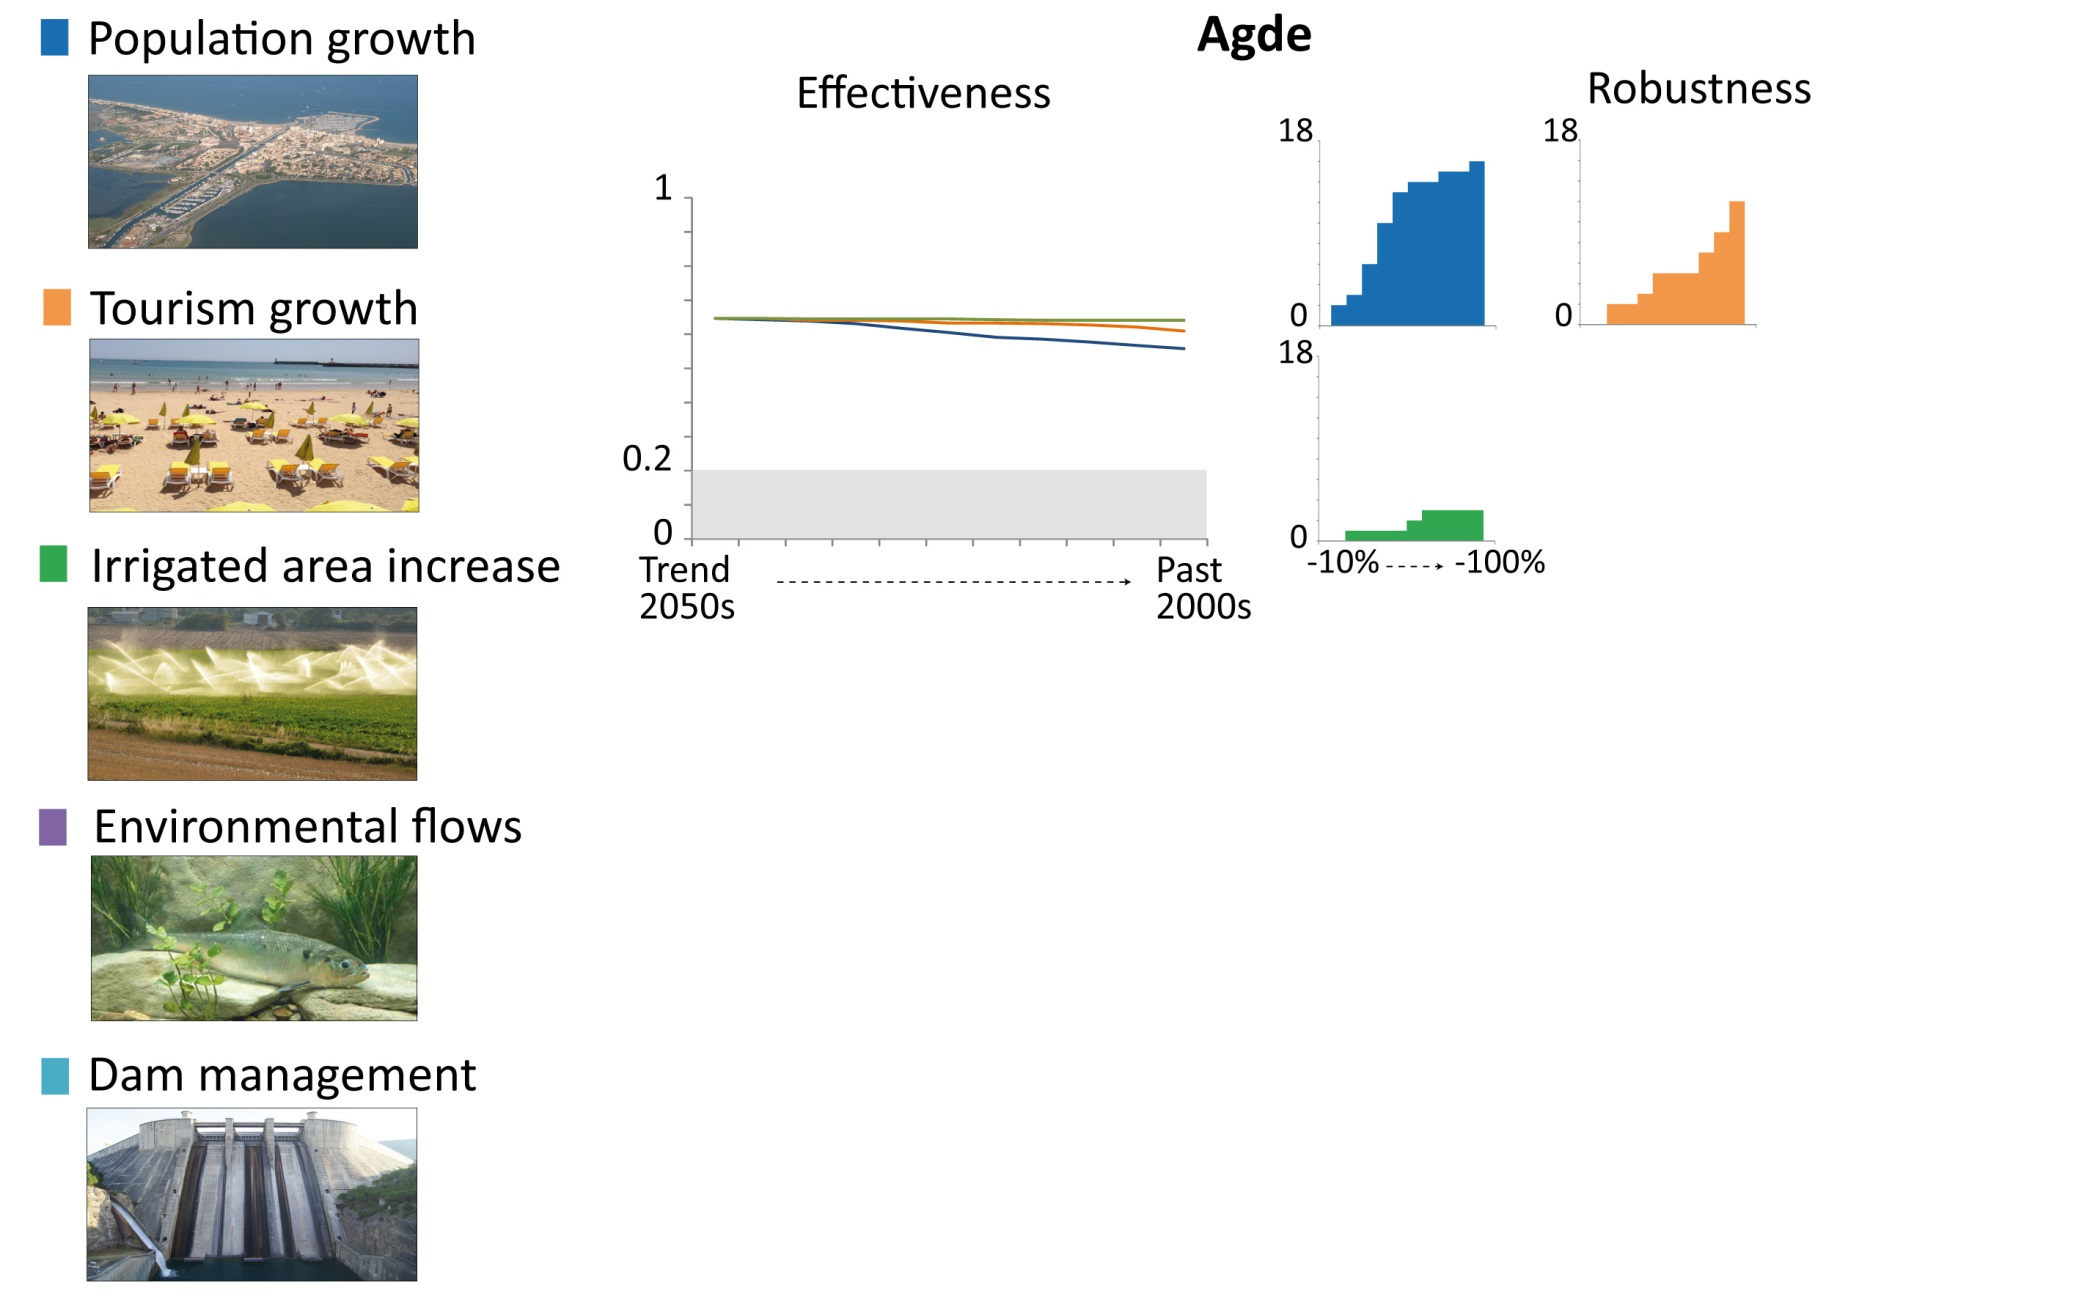 Population growth
Tourism growth
Irrigated area increase
Environmental flows
Dam management
Agde
Effectiveness
1
0.2
0
Trend
2050s
Past
2000s
Robustness
18
0
18
0
18
0
-10%
-100%